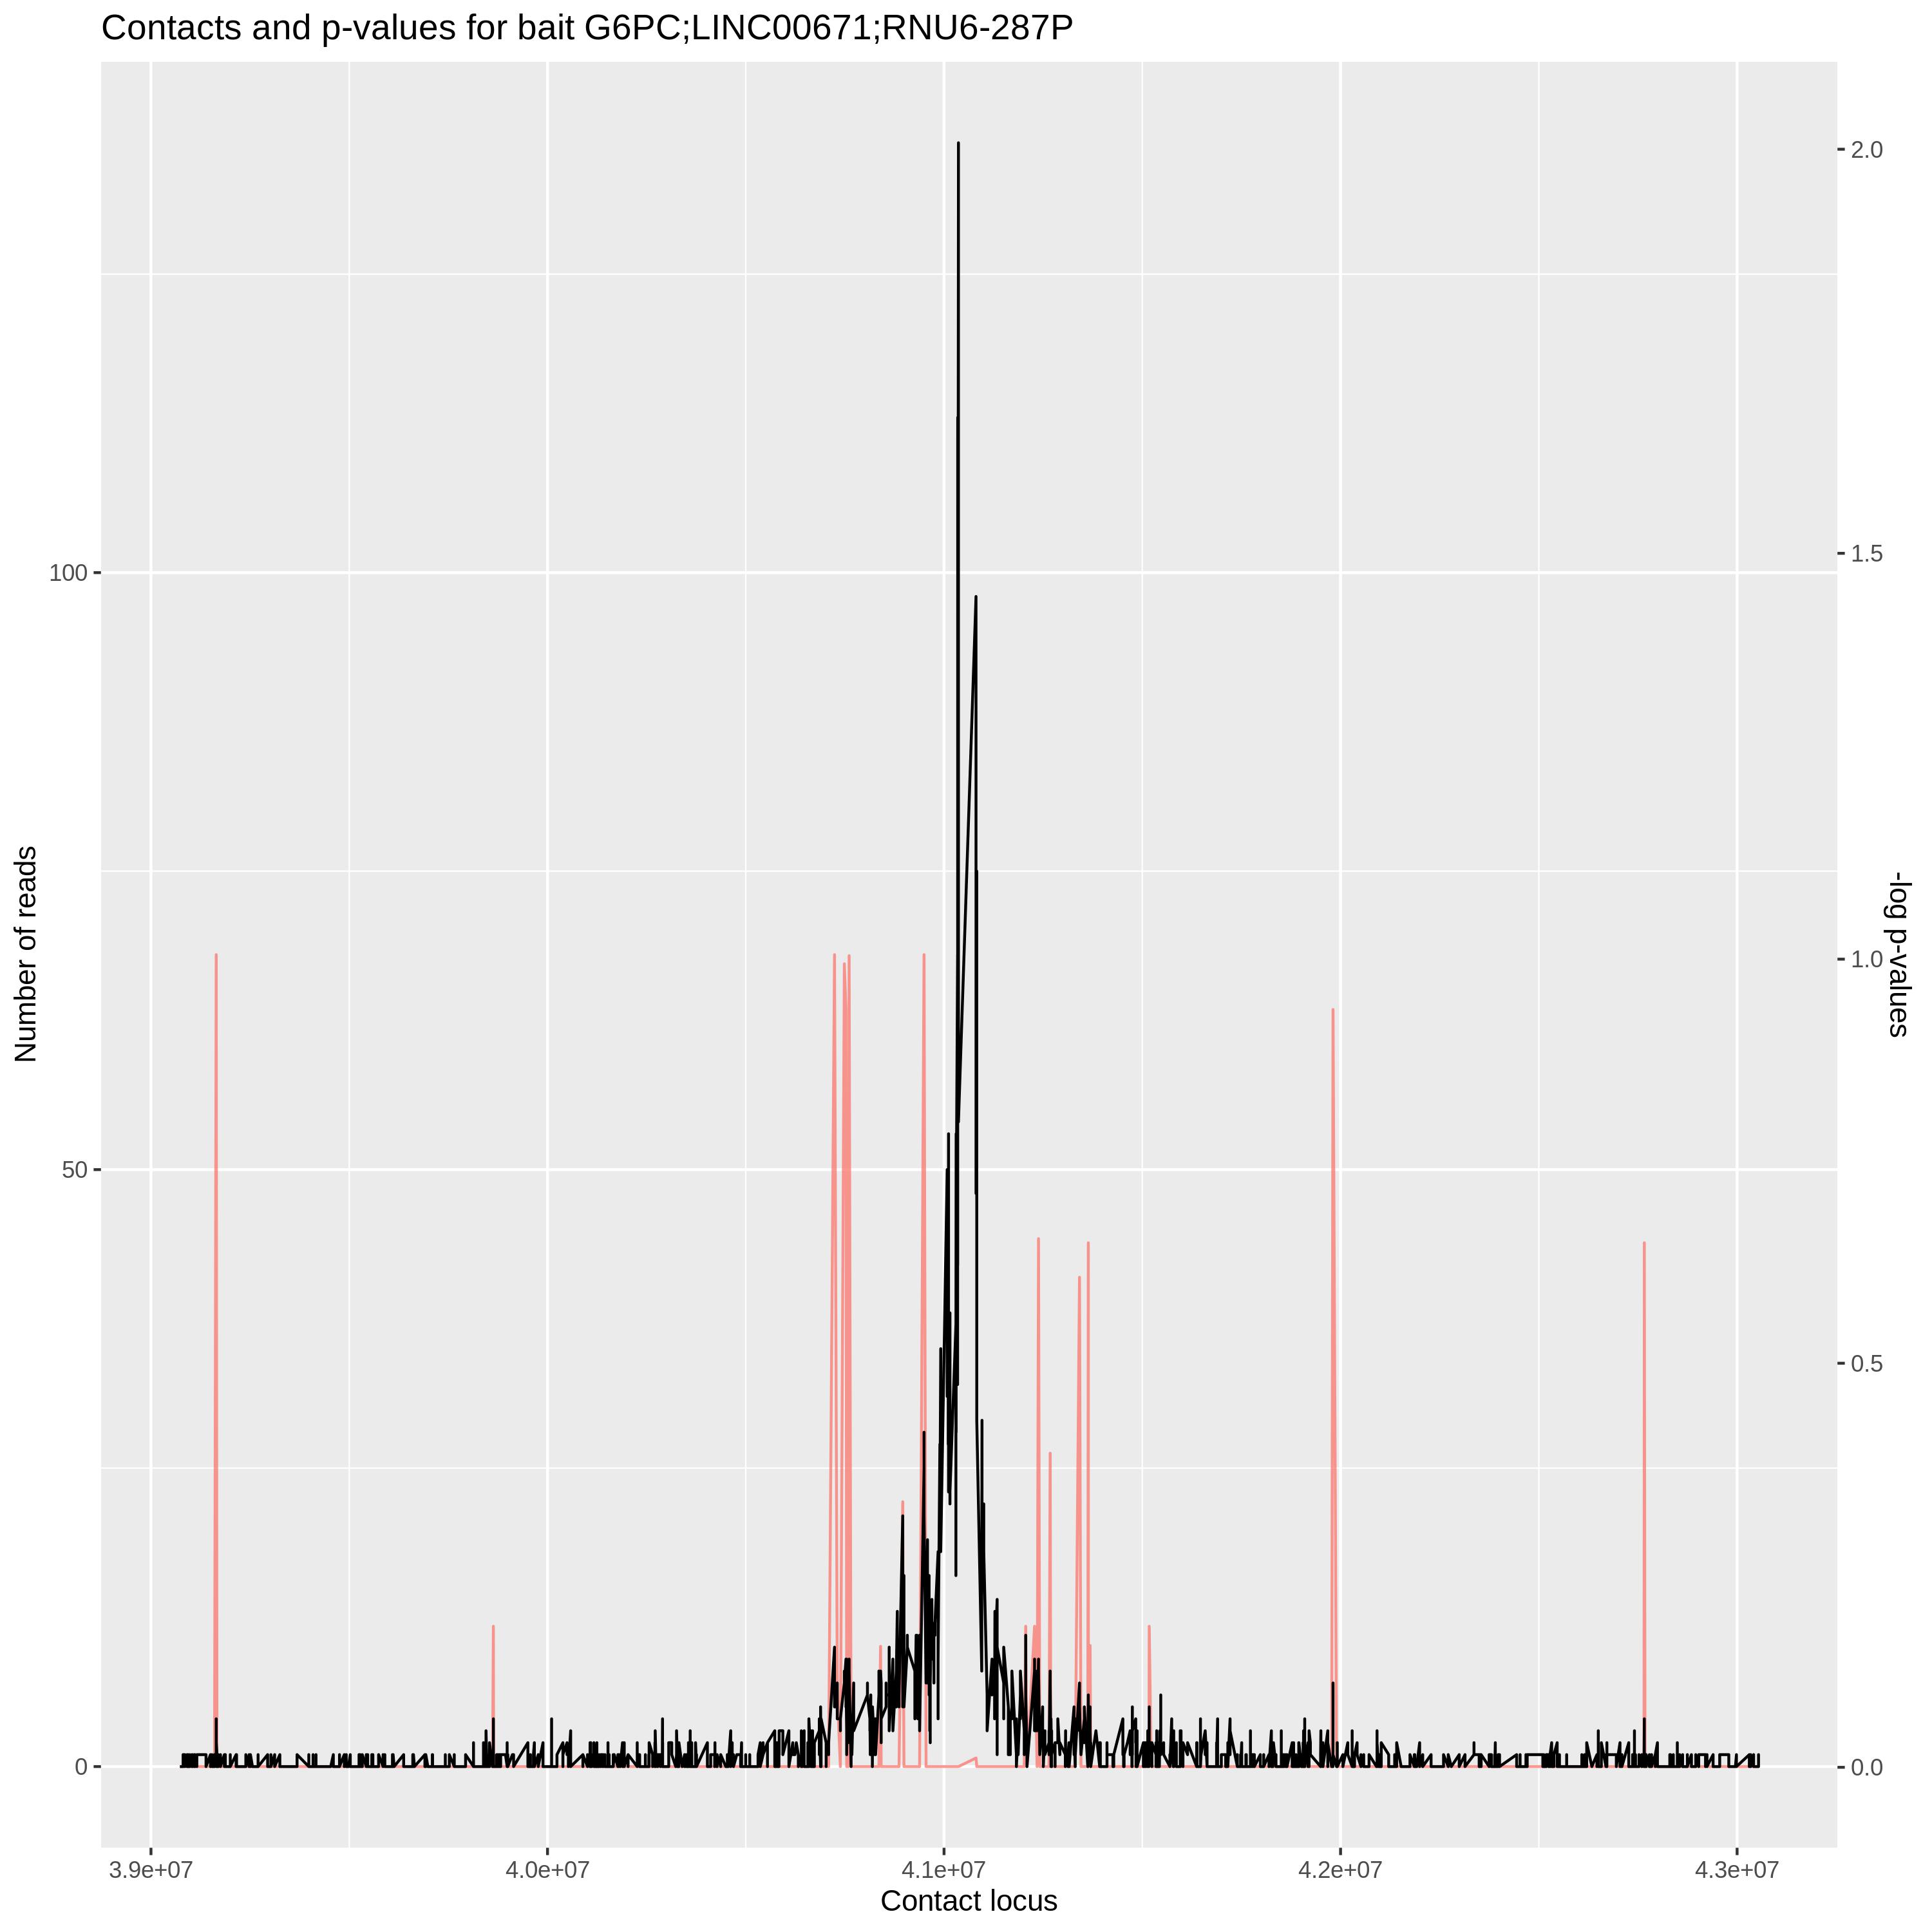 Contacts and p-values for bait G6PC;LINC00671;RNU6-287P
Number of reads
100
50
0
2.0
1.5
1.0
0.5
0.0
-log p-values
3.9e+07 4.0e+07 4.1e+07 4.2e+07 4.3e+07
Contact locus